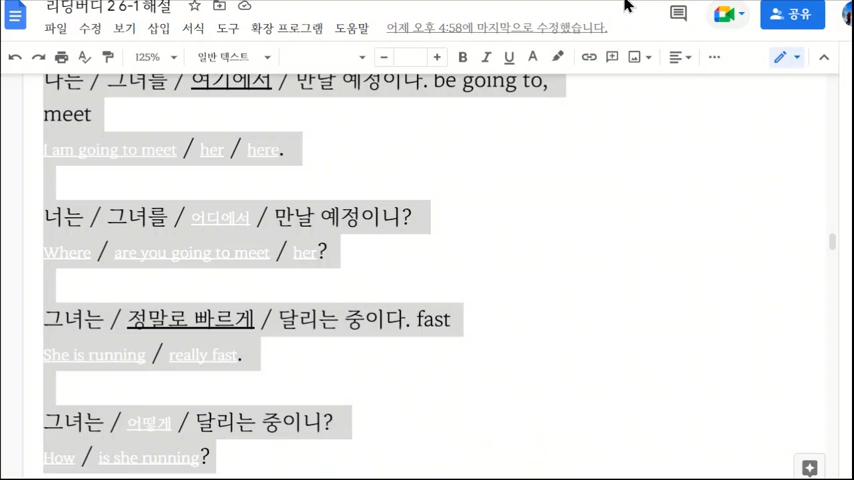 리딩버디 2 6-1 해설
파일 수정 보기 삽입 서식 도구 확장 프로그램 도움말 어제 오후 4:58에 마지막으로 수정했습니다.
공유
125% 일반 텍스트 − + B I U A
나는 / 그녀를 / 여기에서 / 만날 예정이다. be going to,
meet
I am going to meet / her / here.
너는 / 그녀를 / 어디에서 / 만날 예정이니?
Where / are you going to meet / her?
그녀는 / 정말로 빠르게 / 달리는 중이다. fast
She is running / really fast.
그녀는 / 어떻게 / 달리는 중이니?
How / is she running?